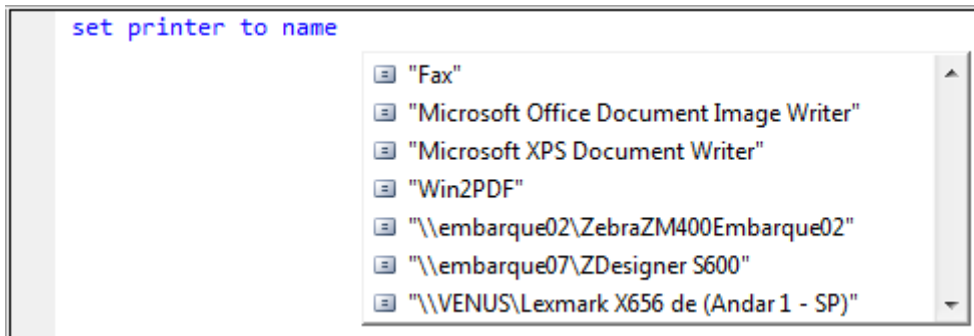 set printer to name
"Fax"
"Microsoft Office Document Image Writer"
"Microsoft XPS Document Writer"
"Win2PDF"
"\\embarque02\ZebraZM400Embarque02"
"\\embarque07\ZDesigner S600"
"\\VENUS\Lexmark X656 de (Andar 1 - SP)"